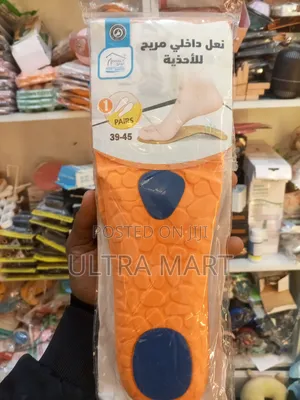 نعل داخلي مريح
للأحذية
1
PAIRS
39-45
POSTED ON JIJI
ULTRA MART